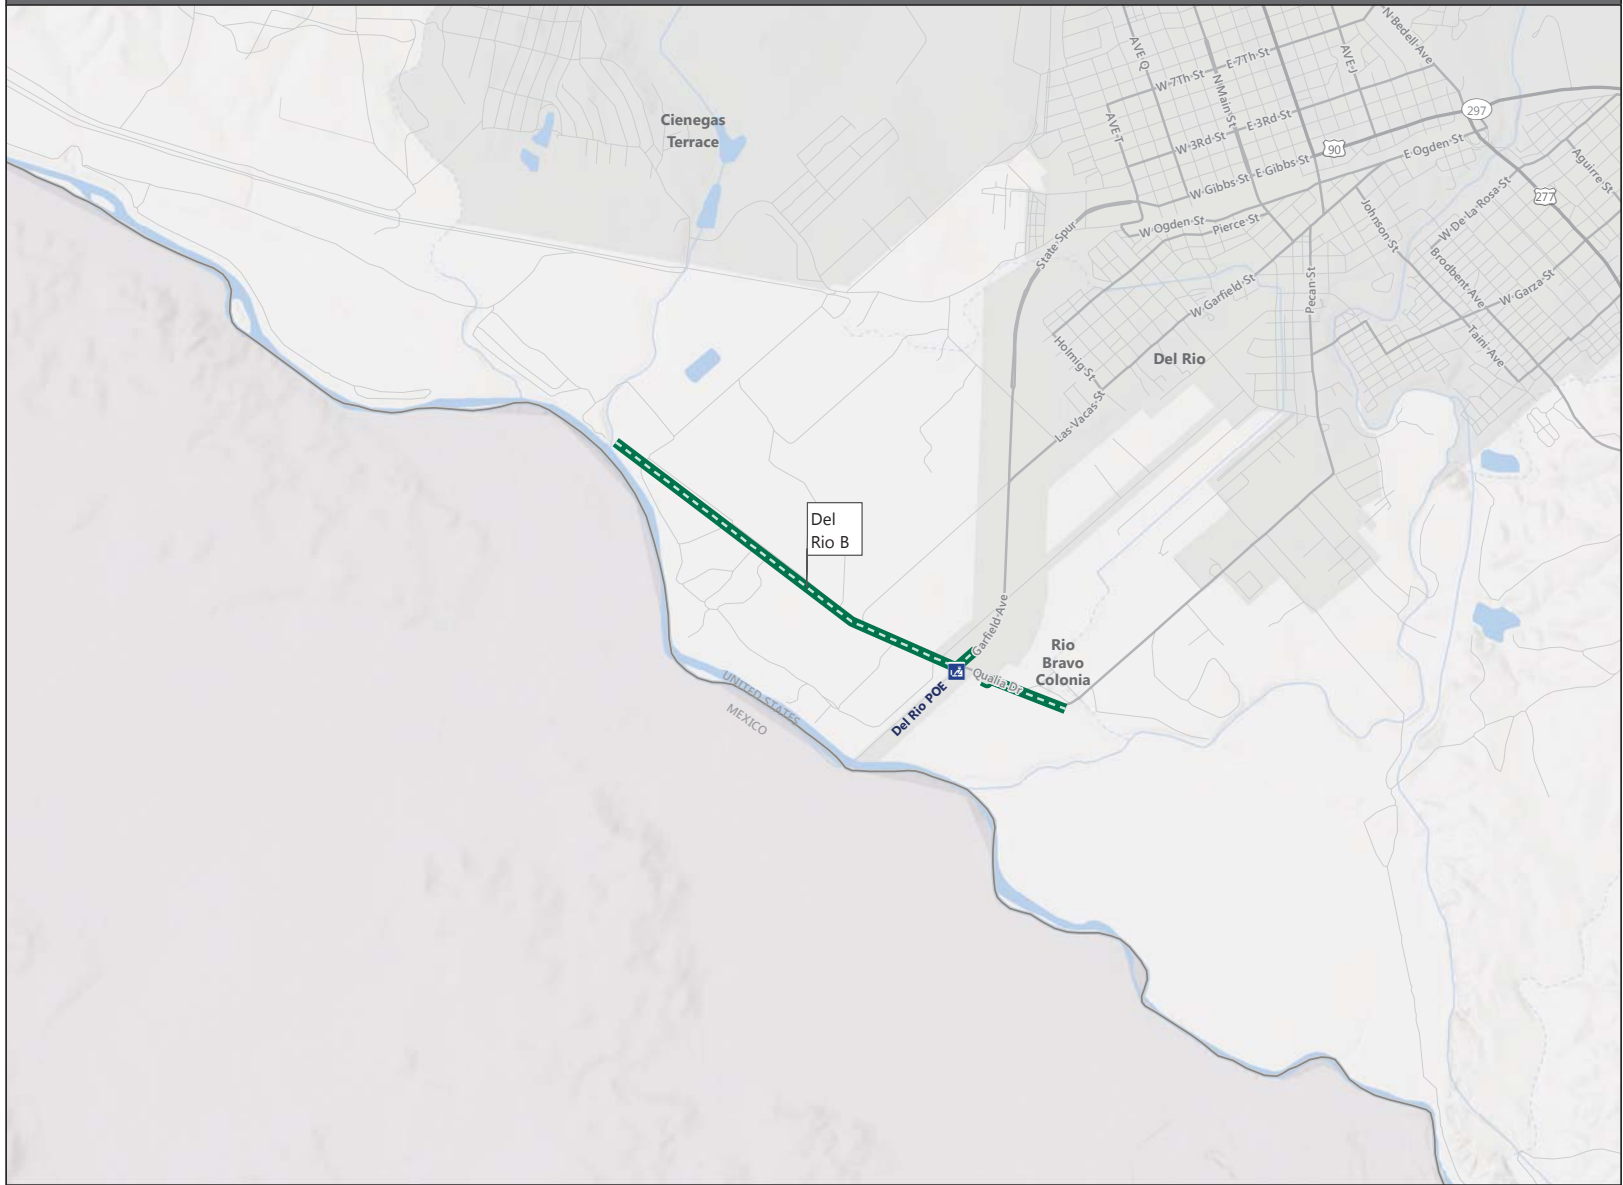 N Bedell Ave
AVE Q
AVE J
E 7Th St
W 7Th St
N Main St
297
AVE T
E 3Rd St
W 3Rd St
90
E Ogden St
Aguirre St
Cienegas
Terrace
E Gibbs St
W Gibbs St
277
W De La Rosa St
W Ogden St
Pierce St
Johnson St
State Spur
Brodbent Ave
W Garza St
Pecan St
W Garfield St
Taini Ave
Holmig St
Del Rio
Las Vacas St
Del
Rio B
Garfield Ave
Rio
Bravo
Colonia
Qualia Dr
Del Rio POE
UNITED STATES
MEXICO